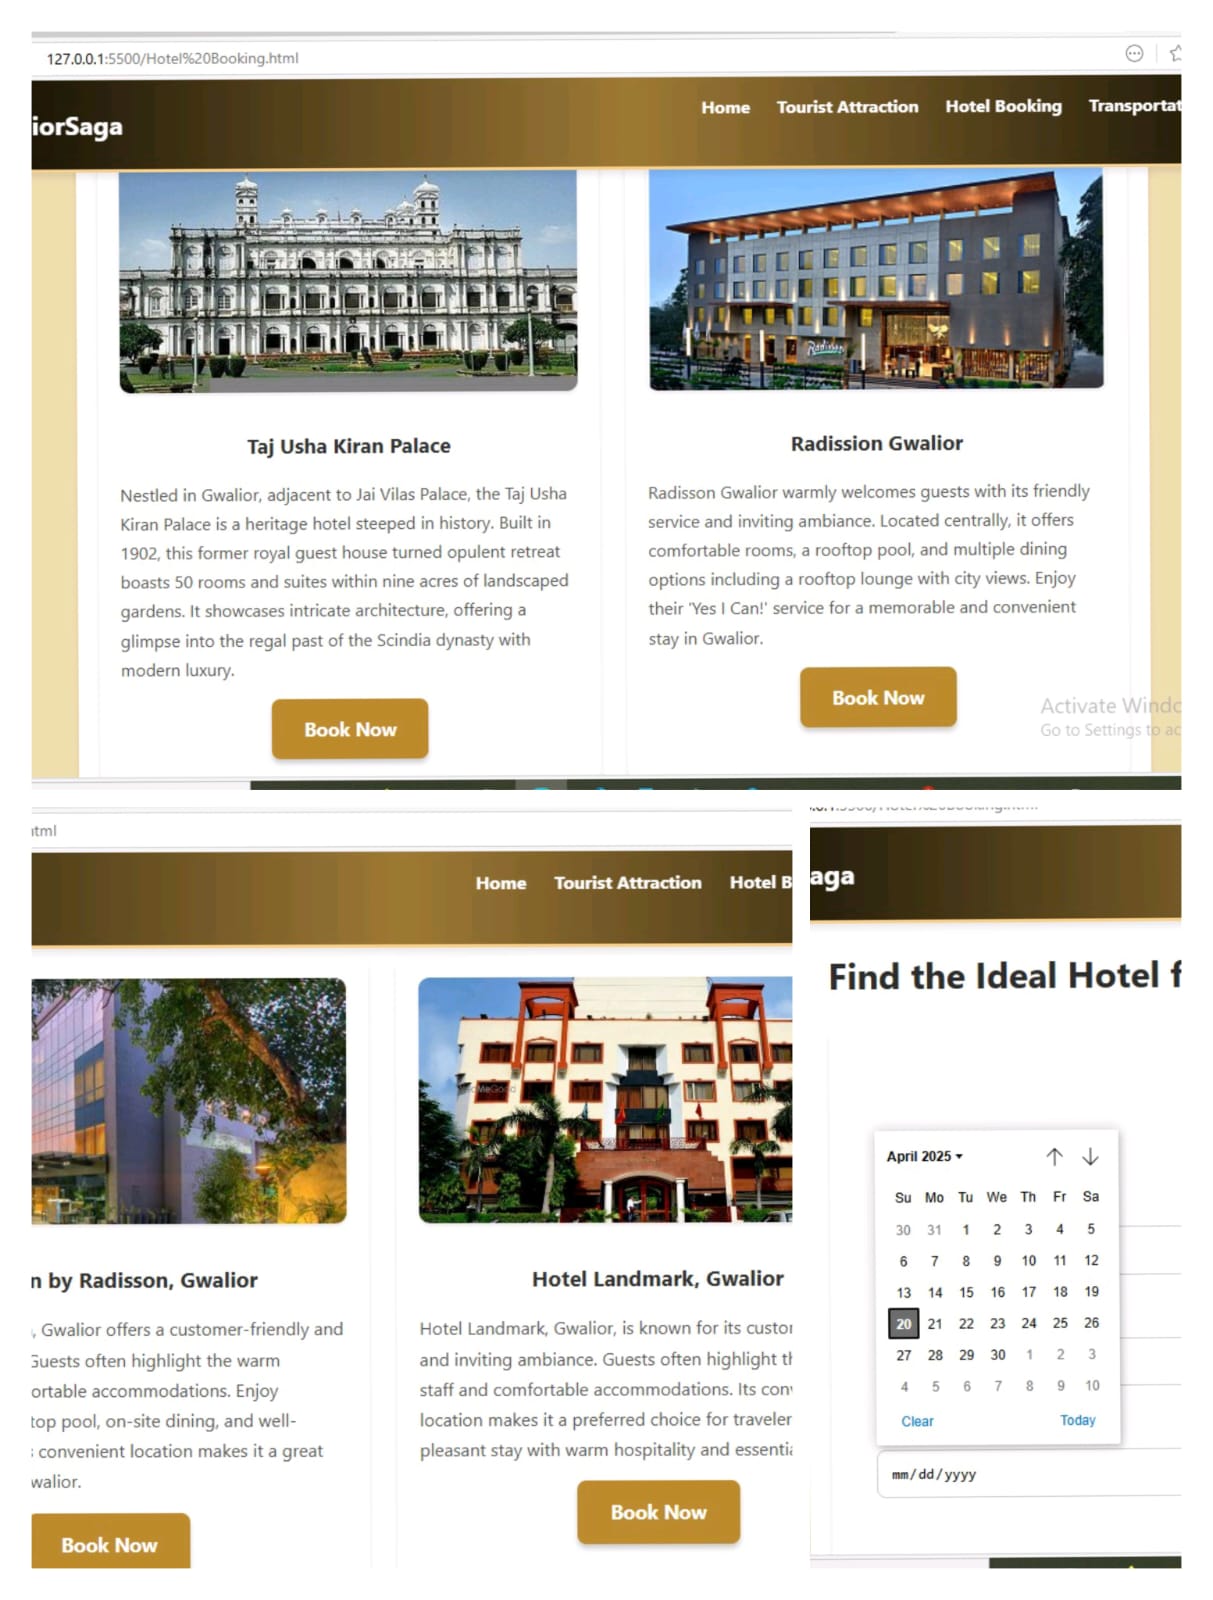 127.0.0.1:5500/Hotel%20Booking.html
iorSaga
Home Tourist Attraction Hotel Booking Transportat
Radisson
Taj Usha Kiran Palace
Nestled in Gwalior, adjacent to Jai Vilas Palace, the Taj Usha
Kiran Palace is a heritage hotel steeped in history. Built in
1902, this former royal guest house turned opulent retreat
boasts 50 rooms and suites within nine acres of landscaped
gardens. It showcases intricate architecture, offering a
glimpse into the regal past of the Scindia dynasty with
modern luxury.
Book Now
Radission Gwalior
Radisson Gwalior warmly welcomes guests with its friendly
service and inviting ambiance. Located centrally, it offers
comfortable rooms, a rooftop pool, and multiple dining
options including a rooftop lounge with city views. Enjoy
their 'Yes I Can!' service for a memorable and convenient
stay in Gwalior.
Book Now
Activate Windo
Go to Settings to ac
html
Home Tourist Attraction Hotel B
n by Radisson, Gwalior
, Gwalior offers a customer-friendly and
Guests often highlight the warm
ortable accommodations. Enjoy
top pool, on-site dining, and well-
s convenient location makes it a great
walior.
Book Now
Hotel Landmark, Gwalior
Hotel Landmark, Gwalior, is known for its custor
and inviting ambiance. Guests often highlight th
staff and comfortable accommodations. Its conv
location makes it a preferred choice for traveler
pleasant stay with warm hospitality and essentia
Book Now
aga
Find the Ideal Hotel f
April 2025
Su Mo Tu We Th Fr Sa
30 31 1 2 3 4 5
6 7 8 9 10 11 12
13 14 15 16 17 18 19
20 21 22 23 24 25 26
27 28 29 30 1 2 3
4 5 6 7 8 9 10
Clear Today
mm/dd/yyyy